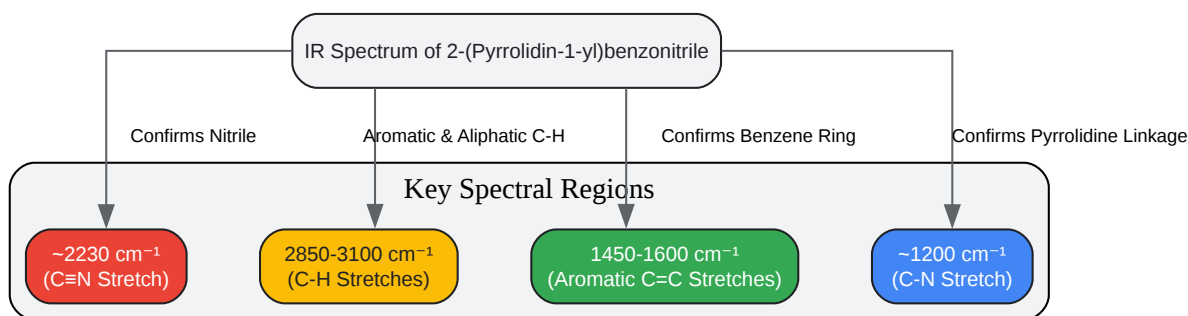 IR Spectrum of 2-(Pyrrolidin-1-yl)benzonitrile
Confirms Nitrile
Aromatic & Aliphatic C-H
Confirms Benzene Ring
Confirms Pyrrolidine Linkage
Key Spectral Regions
~2230 cm⁻¹
(C≡N Stretch)
2850-3100 cm⁻¹
(C-H Stretches)
1450-1600 cm⁻¹
(Aromatic C=C Stretches)
~1200 cm⁻¹
(C-N Stretch)